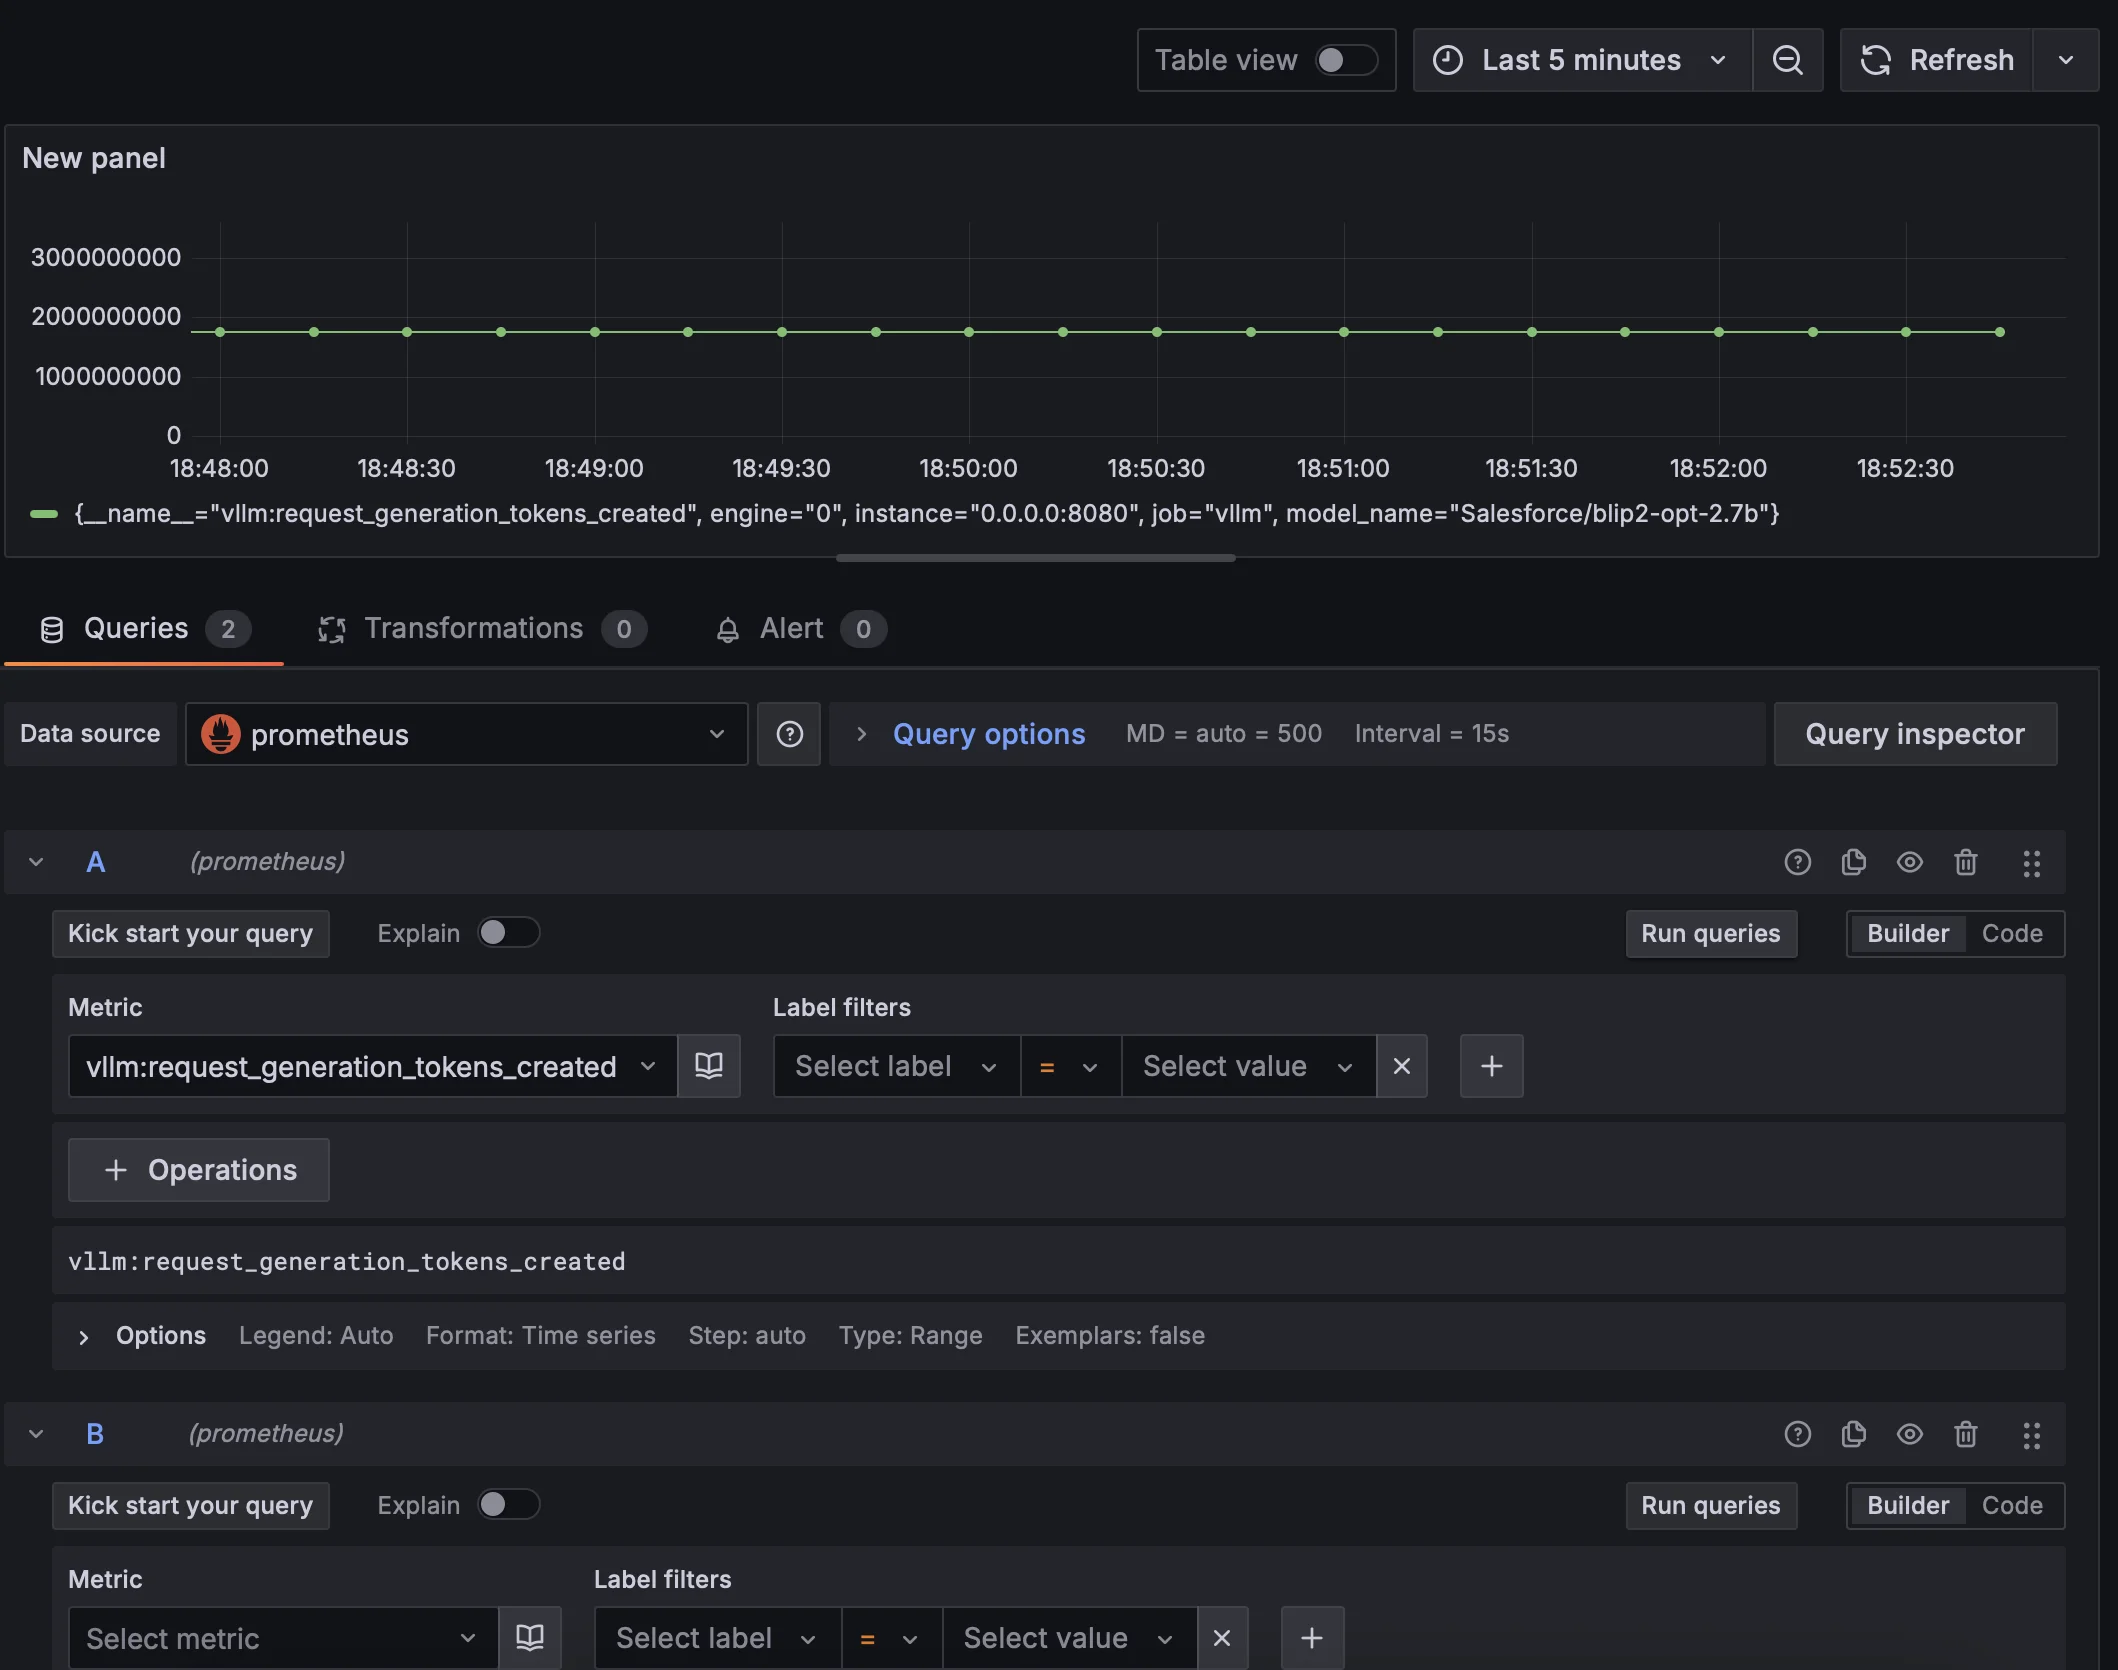 Table view Last 5 minutes Refresh
New panel
3000000000
2000000000
1000000000
0
18:48:00 18:48:30 18:49:00 18:49:30 18:50:00 18:50:30 18:51:00 18:51:30 18:52:00 18:52:30
{__name__="vllm:request_generation_tokens_created", engine="0", instance="0.0.0.0:8080", job="vllm", model_name="Salesforce/blip2-opt-2.7b"}
Queries 2 Transformations 0 Alert 0
Data source prometheus Query options MD = auto = 500 Interval = 15s Query inspector
A (prometheus)
Kick start your query Explain Run queries Builder Code
Metric Label filters
vllm:request_generation_tokens_created Select label = Select value
+ Operations
vllm:request_generation_tokens_created
Options Legend: Auto Format: Time series Step: auto Type: Range Exemplars: false
B (prometheus)
Kick start your query Explain Run queries Builder Code
Metric Label filters
Select metric Select label = Select value